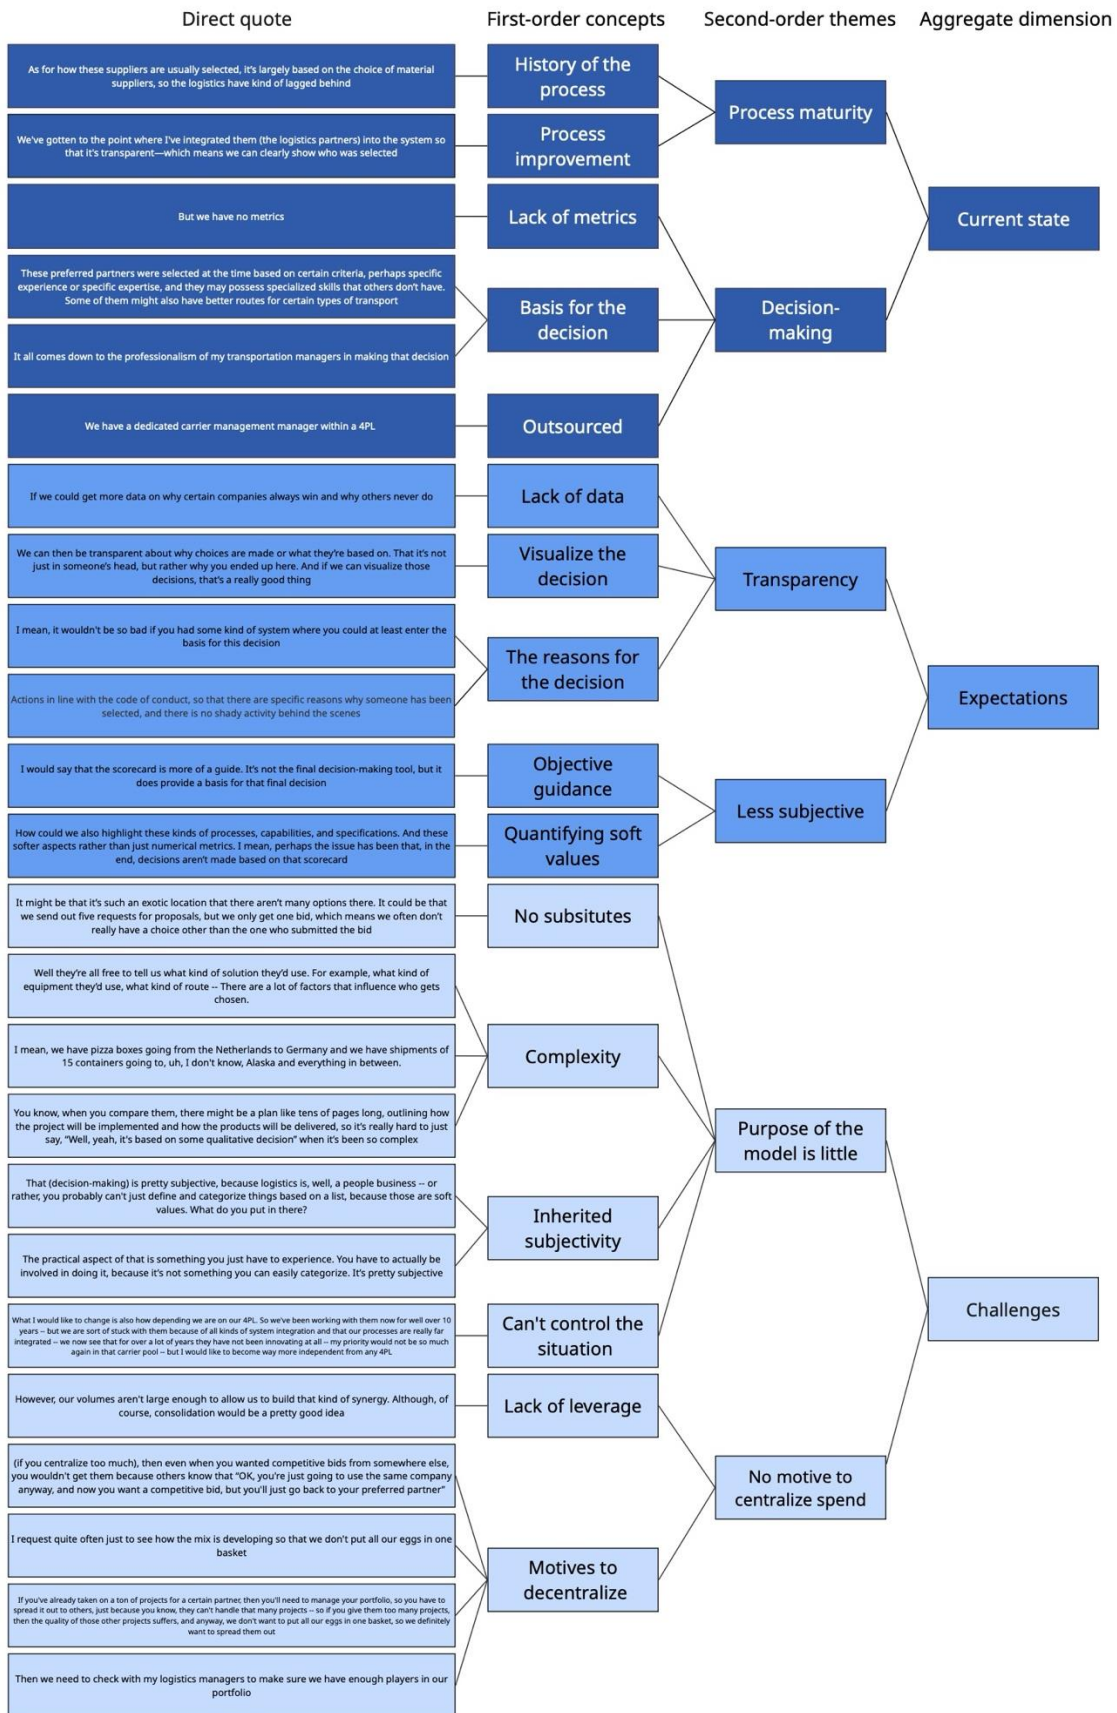 Direct quote
First-order concepts
Second-order themes
Aggregate dimension
As for how these suppliers are usually selected, it's largely based on the choice of material
suppliers, so the logistics have kind of lagged behind
History of the
process
Process maturity
We've gotten to the point where I've integrated them (the logistics partners) into the system so
that it's transparent—which means we can clearly show who was selected
Process
improvement
Current state
But we have no metrics
Lack of metrics
These preferred partners were selected at the time based on certain criteria, perhaps specific
experience or specific expertise, and they may possess specialized skills that others don't have.
Some of them might also have better routes for certain types of transport
Basis for the
decision
Decision-
making
It all comes down to the professionalism of my transportation managers in making that decision
We have a dedicated carrier management manager within a 4PL
Outsourced
If we could get more data on why certain companies always win and why others never do
Lack of data
We can then be transparent about why choices are made or what they're based on. That it's not
just in someone's head, but rather why you ended up here. And if we can visualize those
decisions, that's a really good thing
Visualize the
decision
Transparency
I mean, it wouldn't be so bad if you had some kind of system where you could at least enter the
basis for this decision
The reasons for
the decision
Actions in line with the code of conduct, so that there are specific reasons why someone has been
selected, and there is no shady activity behind the scenes
Expectations
I would say that the scorecard is more of a guide. It's not the final decision-making tool, but it
does provide a basis for that final decision
Objective
guidance
Less subjective
How could we also highlight these kinds of processes, capabilities, and specifications. And these
softer aspects rather than just numerical metrics. I mean, perhaps the issue has been that, in the
end, decisions aren't made based on that scorecard
Quantifying soft
values
It might be that it's such an exotic location that there aren't many options there. It could be that
we send out five requests for proposals, but we only get one bid, which means we often don't
really have a choice other than the one who submitted the bid
No subsitutes
Well they're all free to tell us what kind of solution they'd use. For example, what kind of
equipment they'd use, what kind of route -- There are a lot of factors that influence who gets
chosen.
I mean, we have pizza boxes going from the Netherlands to Germany and we have shipments of
15 containers going to, uh, I don't know, Alaska and everything in between.
Complexity
You know, when you compare them, there might be a plan like tens of pages long, outlining how
the project will be implemented and how the products will be delivered, so it's really hard to just
say, “Well, yeah, it's based on some qualitative decision” when it's been so complex
Purpose of the
model is little
That (decision-making) is pretty subjective, because logistics is, well, a people business -- or
rather, you probably can't just define and categorize things based on a list, because those are soft
values. What do you put in there?
Inherited
subjectivity
The practical aspect of that is something you just have to experience. You have to actually be
involved in doing it, because it's not something you can easily categorize. It's pretty subjective
Challenges
What I would like to change is also how depending we are on our 4PL. So we've been working with them now for well over 10
years -- but we are sort of stuck with them because of all kinds of system integration and that our processes are really far
integrated -- we now see that for over a lot of years they have not been innovating at all -- my priority would not be so much
again in that carrier pool -- but I would like to become way more independent from any 4PL
Can't control the
situation
However, our volumes aren't large enough to allow us to build that kind of synergy. Although, of
course, consolidation would be a pretty good idea
Lack of leverage
(if you centralize too much), then even when you wanted competitive bids from somewhere else,
you wouldn't get them because others know that “OK, you're just going to use the same company
anyway, and now you want a competitive bid, but you'll just go back to your preferred partner”
No motive to
centralize spend
I request quite often just to see how the mix is developing so that we don't put all our eggs in one
basket
Motives to
decentralize
If you've already taken on a ton of projects for a certain partner, then you'll need to manage your portfolio, so you have to
spread it out to others, just because you know, they can't handle that many projects -- so if you give them too many projects,
then the quality of those other projects suffers, and anyway, we don't want to put all our eggs in one basket, so we definitely
want to spread them out
Then we need to check with my logistics managers to make sure we have enough players in our
portfolio